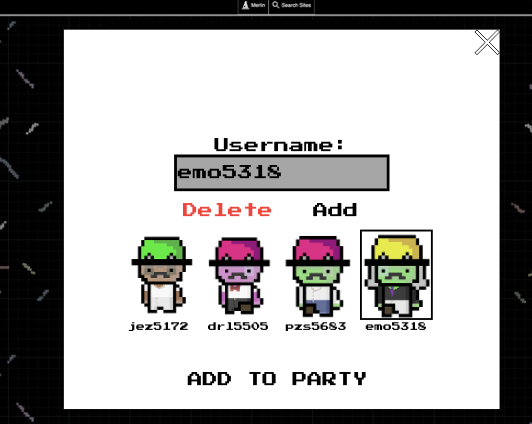 Merlin Search Sites
Username:
emo5318
Delete Add
jez5172 drl5505 pzs5683 emo5318
ADD TO PARTY